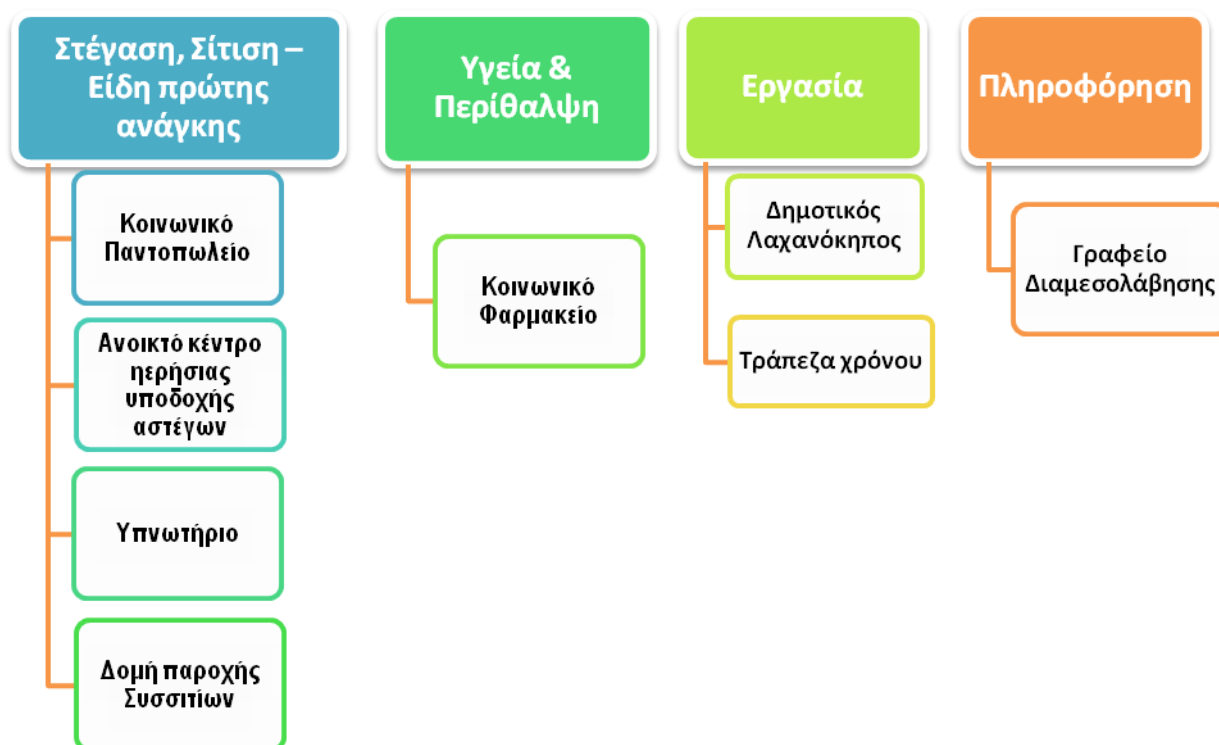 Στέγαση, Σίτιση –
Είδη πρώτης
ανάγκης
Κοινωνικό
Παντοπωλείο
Ανοικτό κέντρο
ηερήσιας
υποδοχής
αστέγων
Υπνωτήριο
Δομή παροχής
Συσσιτίων
Υγεία &
Περίθαλψη
Κοινωνικό
Φαρμακείο
Εργασία
Δημοτικός
Λαχανόκηπος
Τράπεζα χρόνου
Πληροφόρηση
Γραφείο
Διαμεσολάβησης